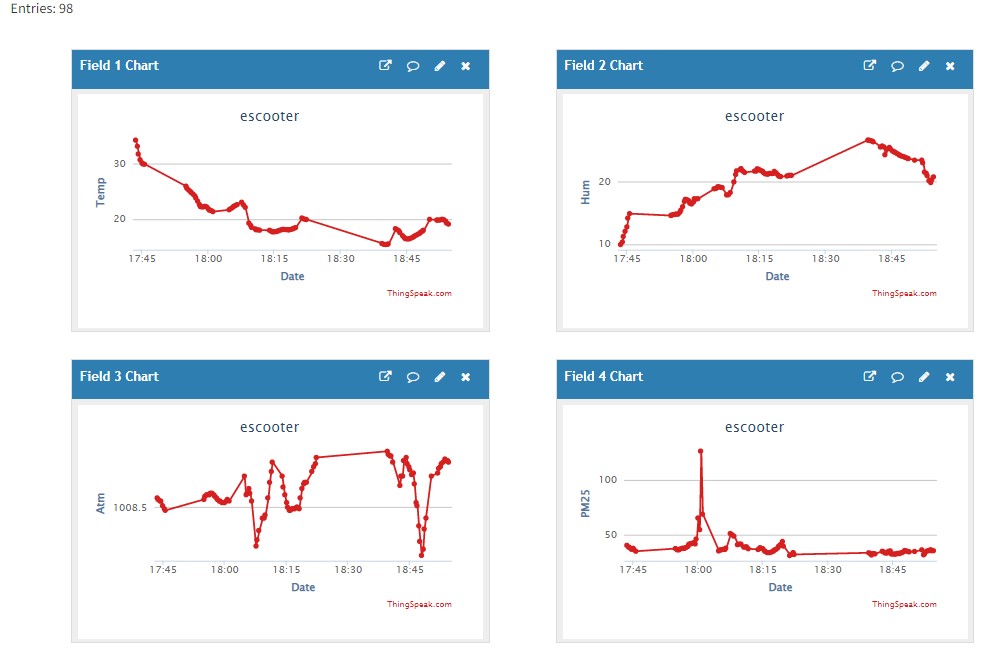 Entries: 98
Field 1 Chart
escooter
Temp
30
20
17:45 18:00 18:15 18:30 18:45
Date
ThingSpeak.com
Field 2 Chart
escooter
Hum
20
10
17:45 18:00 18:15 18:30 18:45
Date
ThingSpeak.com
Field 3 Chart
escooter
Atm
1008.5
17:45 18:00 18:15 18:30 18:45
Date
ThingSpeak.com
Field 4 Chart
escooter
PM25
100
50
17:45 18:00 18:15 18:30 18:45
Date
ThingSpeak.com